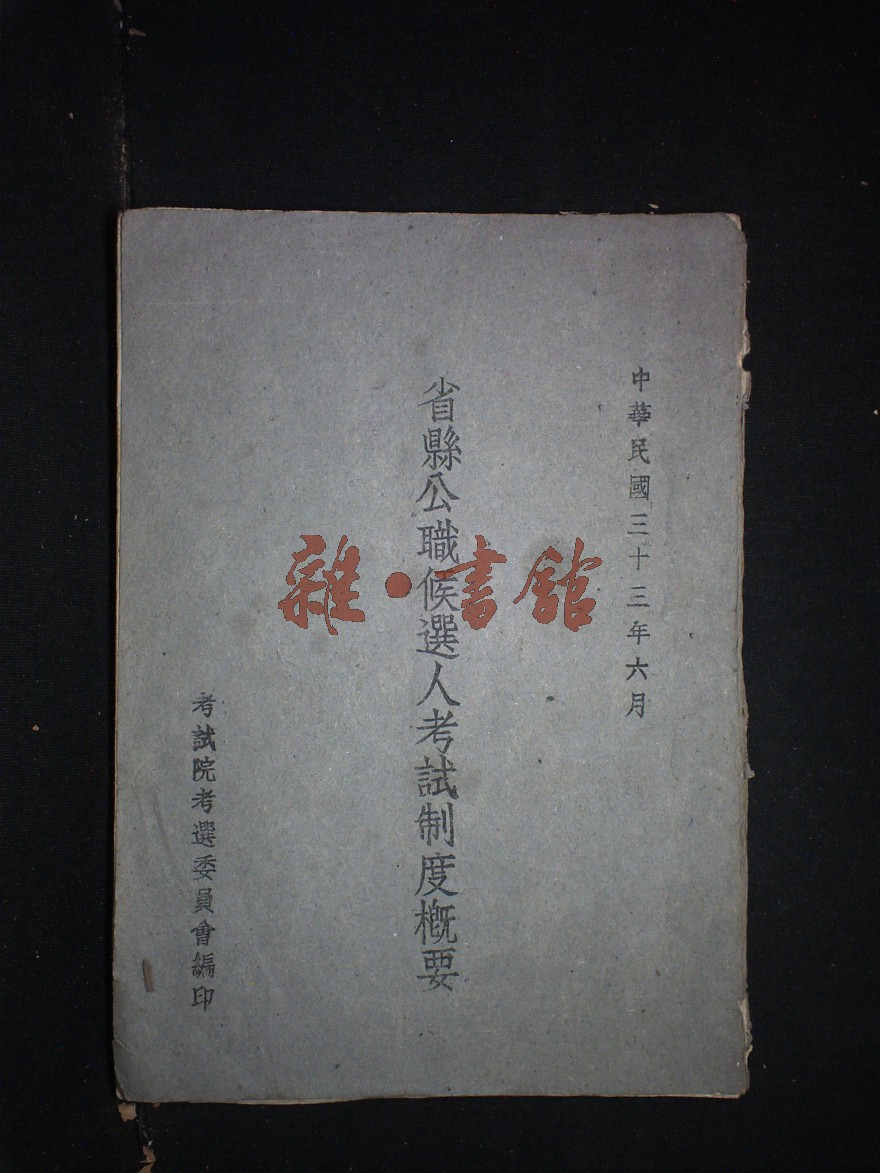 中華民國三十三年六月
省縣公職候選人考試制度概要
考試院考選委員會編印
雜·書館